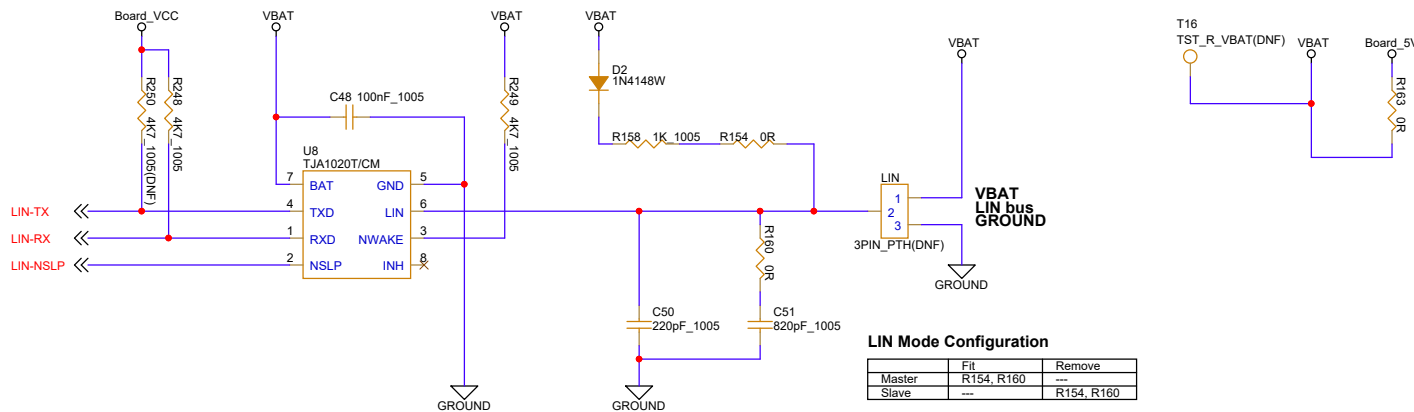 Board_VCC
VBAT
VBAT
VBAT
VBAT
T16
TST_R_VBAT(DNF)
VBAT
Board_5V
R250 4K7_1005(DNF)
R248 4K7_1005
C48 100nF_1005
R249 4K7_1005
D2
1N4148W
R158 1K_1005
R154 0R
R163 0R
U8
TJA1020T/CM
7 BAT GND 5
4 TXD LIN 6
1 RXD NWAKE 3
2 NSLP INH 8
LIN-TX
LIN-RX
LIN-NSLP
LIN
1
2
3
3PIN_PTH(DNF)
VBAT
LIN bus
GROUND
R160 0R
C50
220pF_1005
C51
820pF_1005
GROUND
GROUND
GROUND
LIN Mode Configuration
Fit Remove
Master R154, R160 ---
Slave --- R154, R160